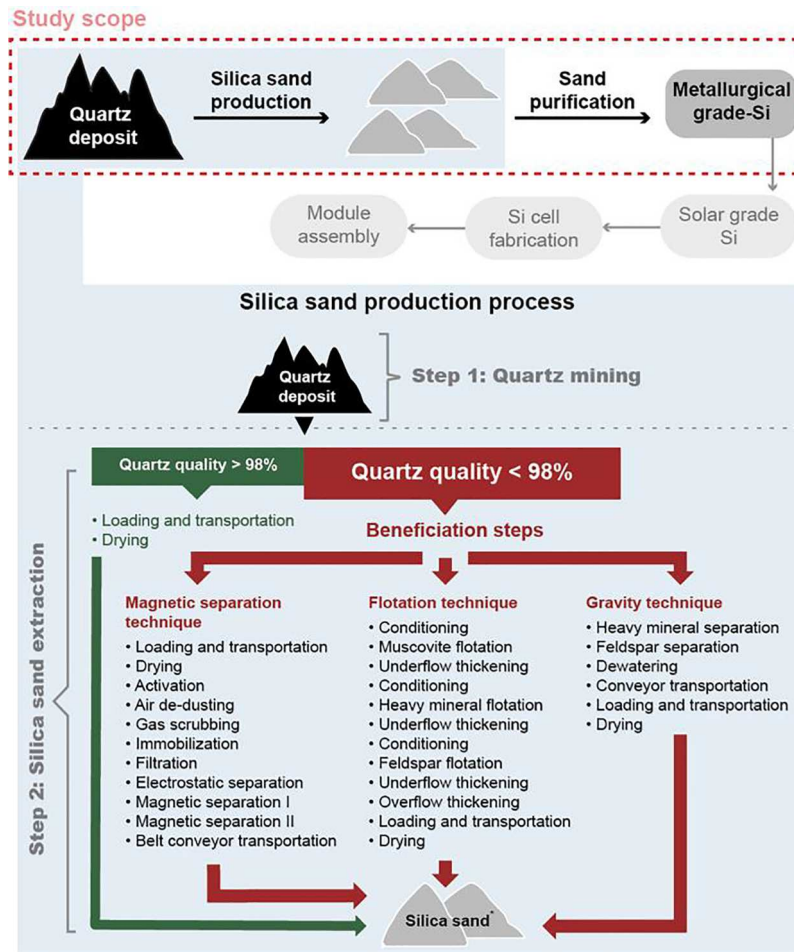 Study scope
Quartz
deposit
Silica sand
production
Sand
purification
Metallurgical
grade-Si
Module
assembly
Si cell
fabrication
Solar grade
Si
Silica sand production process
Quartz
deposit
Step 1: Quartz mining
Step 2: Silica sand extraction
Quartz quality > 98%
Quartz quality < 98%
• Loading and transportation
• Drying
Beneficiation steps
Magnetic separation
technique
• Loading and transportation
• Drying
• Activation
• Air de-dusting
• Gas scrubbing
• Immobilization
• Filtration
• Electrostatic separation
• Magnetic separation I
• Magnetic separation II
• Belt conveyor transportation
Flotation technique
• Conditioning
• Muscovite flotation
• Underflow thickening
• Conditioning
• Heavy mineral flotation
• Underflow thickening
• Conditioning
• Feldspar flotation
• Underflow thickening
• Overflow thickening
• Loading and transportation
• Drying
Gravity technique
• Heavy mineral separation
• Feldspar separation
• Dewatering
• Conveyor transportation
• Loading and transportation
• Drying
Silica sand*